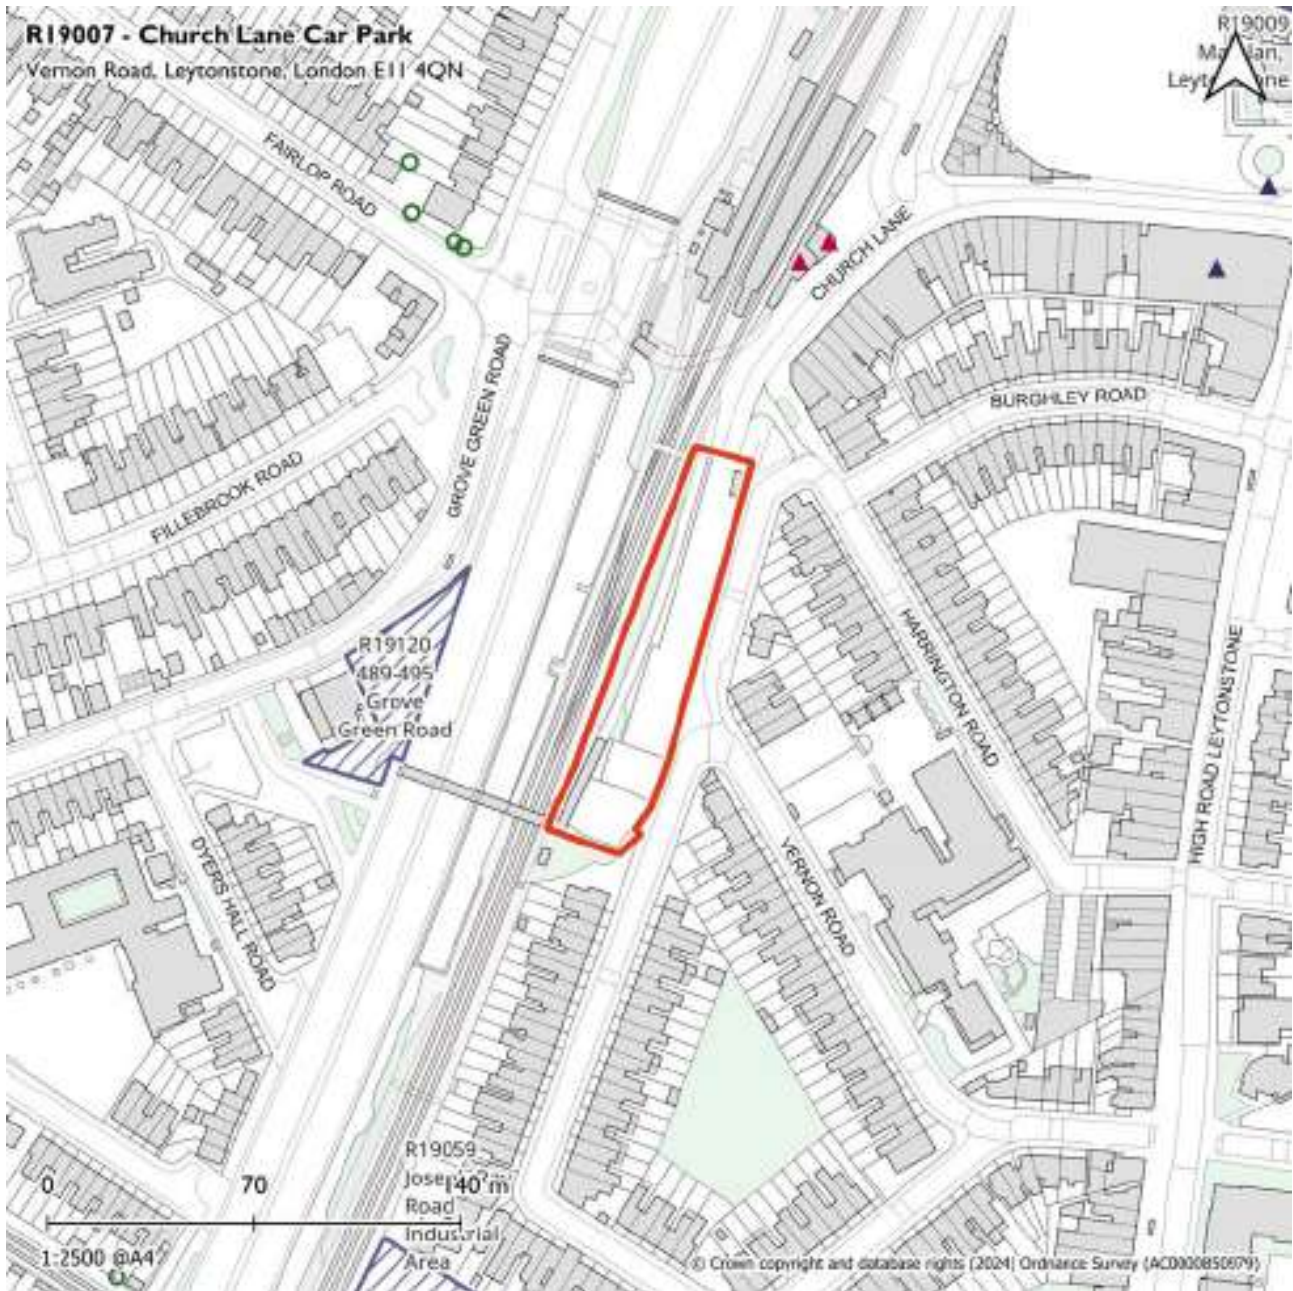 R19007 - Church Lane Car Park
Vernon Road, Leytonstone, London E11 4QN
R19009
FAIRLOP ROAD
CHURCH LANE
GROVE GREEN ROAD
BURGHLEY ROAD
FILLEBROOK ROAD
R19120
489-495
Grove
Green Road
HARRINGTON ROAD
HIGH ROAD LEYTONSTONE
DYERS HALL ROAD
VERNON ROAD
R19059
Road
Industrial
Area
0 70 140 m
1:2500 @A4
© Crown copyright and database rights (2024) Ordnance Survey (AC0000850979)